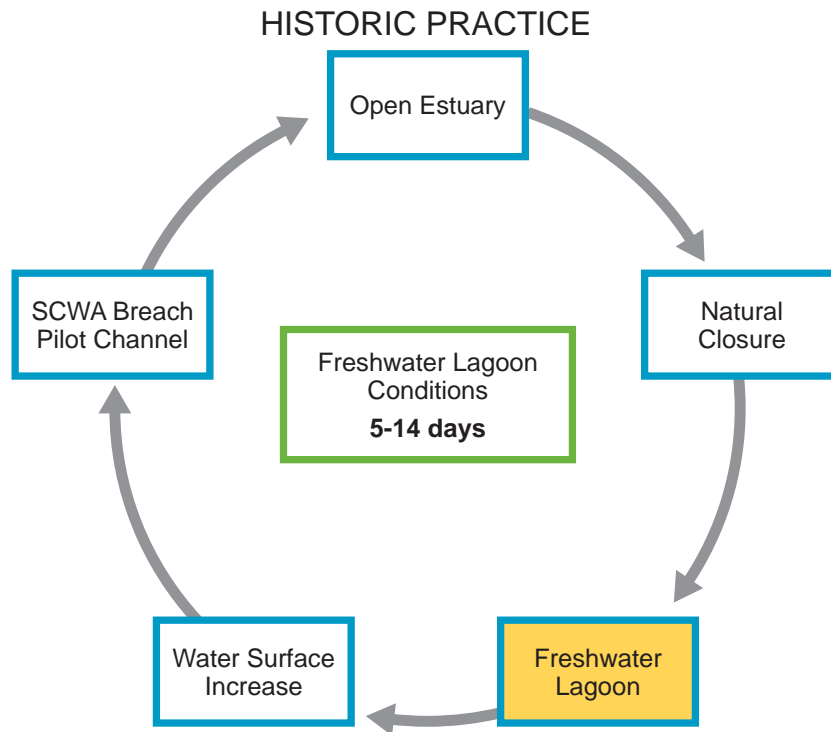 HISTORIC PRACTICE
Open Estuary
SCWA Breach
Pilot Channel
Natural
Closure
Freshwater Lagoon
Conditions
5-14 days
Water Surface
Increase
Freshwater
Lagoon